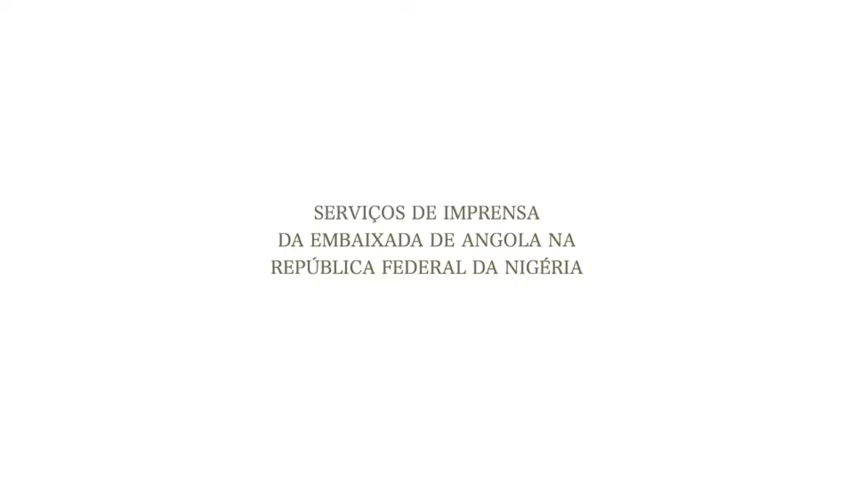 SERVIÇOS DE IMPRENSA
DA EMBAIXADA DE ANGOLA NA
REPÚBLICA FEDERAL DA NIGÉRIA